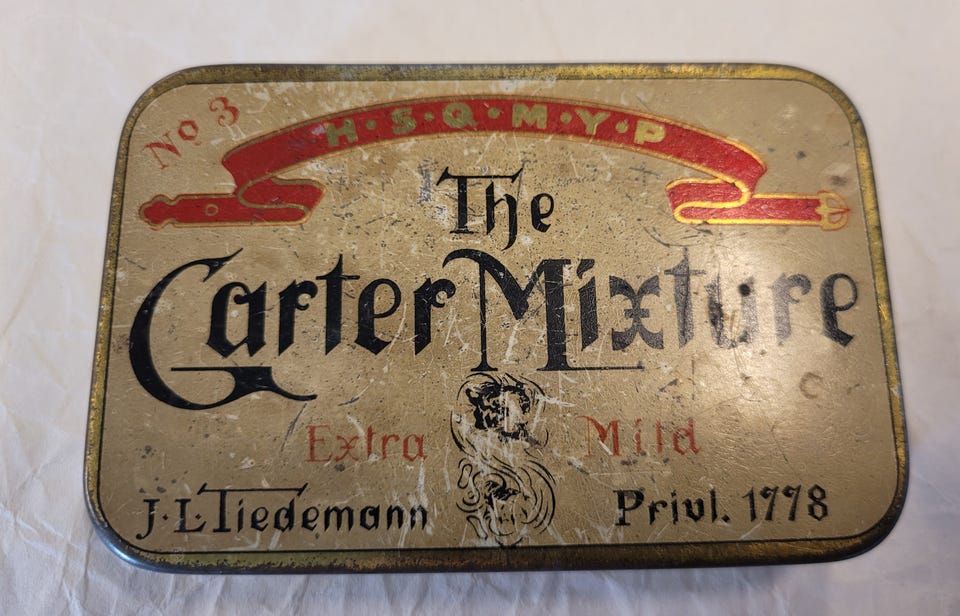 No 3
H·S·Q·M·Y·P
The
Carter Mixture
Extra Mild
J·L·Tiedemann Privl. 1778